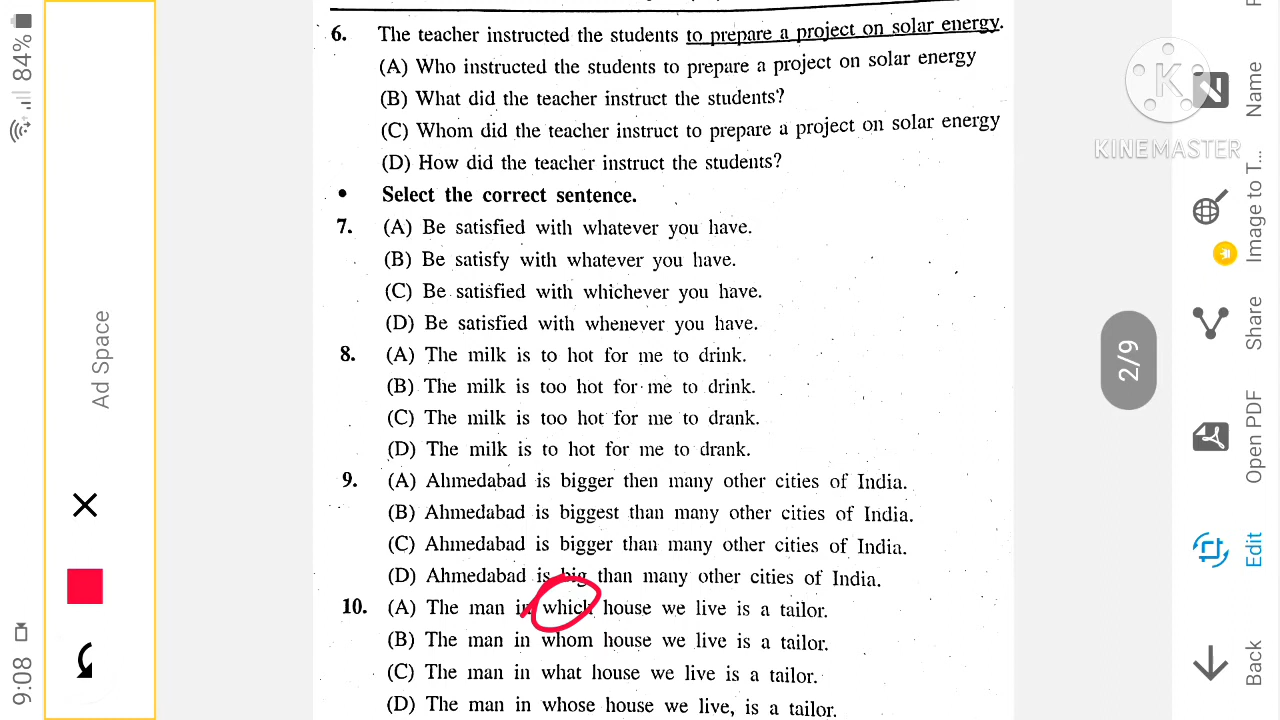 6. The teacher instructed the students to prepare a project on solar energy.
(A) Who instructed the students to prepare a project on solar energy
(B) What did the teacher instruct the students?
(C) Whom did the teacher instruct to prepare a project on solar energy
(D) How did the teacher instruct the students?
• Select the correct sentence.
7. (A) Be satisfied with whatever you have.
(B) Be satisfy with whatever you have.
(C) Be satisfied with whichever you have.
(D) Be satisfied with whenever you have.
8. (A) The milk is to hot for me to drink.
(B) The milk is too hot for me to drink.
(C) The milk is too hot for me to drank.
(D) The milk is to hot for me to drank.
9. (A) Ahmedabad is bigger then many other cities of India.
(B) Ahmedabad is biggest than many other cities of India.
(C) Ahmedabad is bigger than many other cities of India.
(D) Ahmedabad is big than many other cities of India.
10. (A) The man in which house we live is a tailor.
(B) The man in whom house we live is a tailor.
(C) The man in what house we live is a tailor.
(D) The man in whose house we live, is a tailor.
84%
9:08
Ad Space
K
KINEMASTER
2/9
Name
Image to T...
Share
Open PDF
Edit
Back